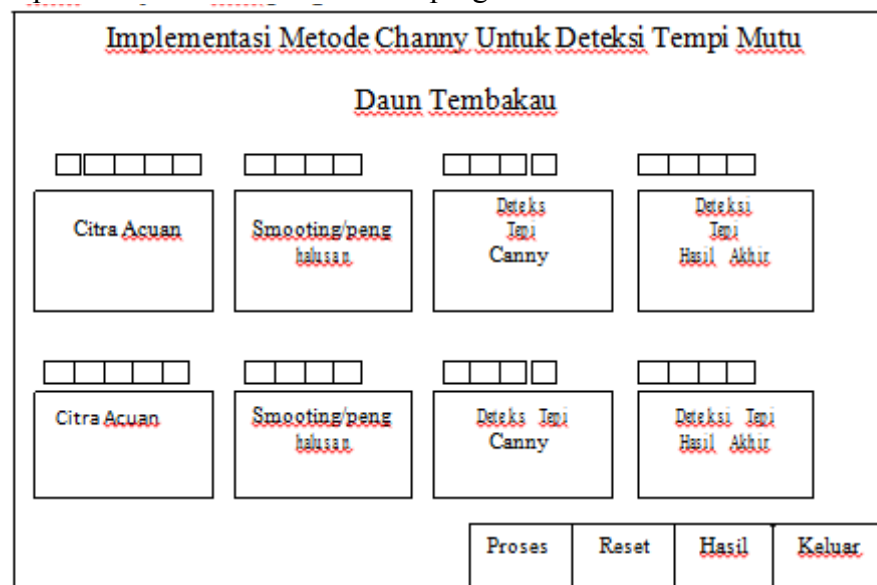 Implementasi Metode Channy Untuk Deteksi Tempi Mutu
Daun Tembakau
Citra Acuan
Smooting/peng
halusan
Deteks
Tepi
Canny
Deteksi
Tepi
Hasil Akhir
Citra Acuan
Smooting/peng
halusan
Deteks Tepi
Canny
Deteksi Tepi
Hasil Akhir
Proses Reset Hasil Keluar